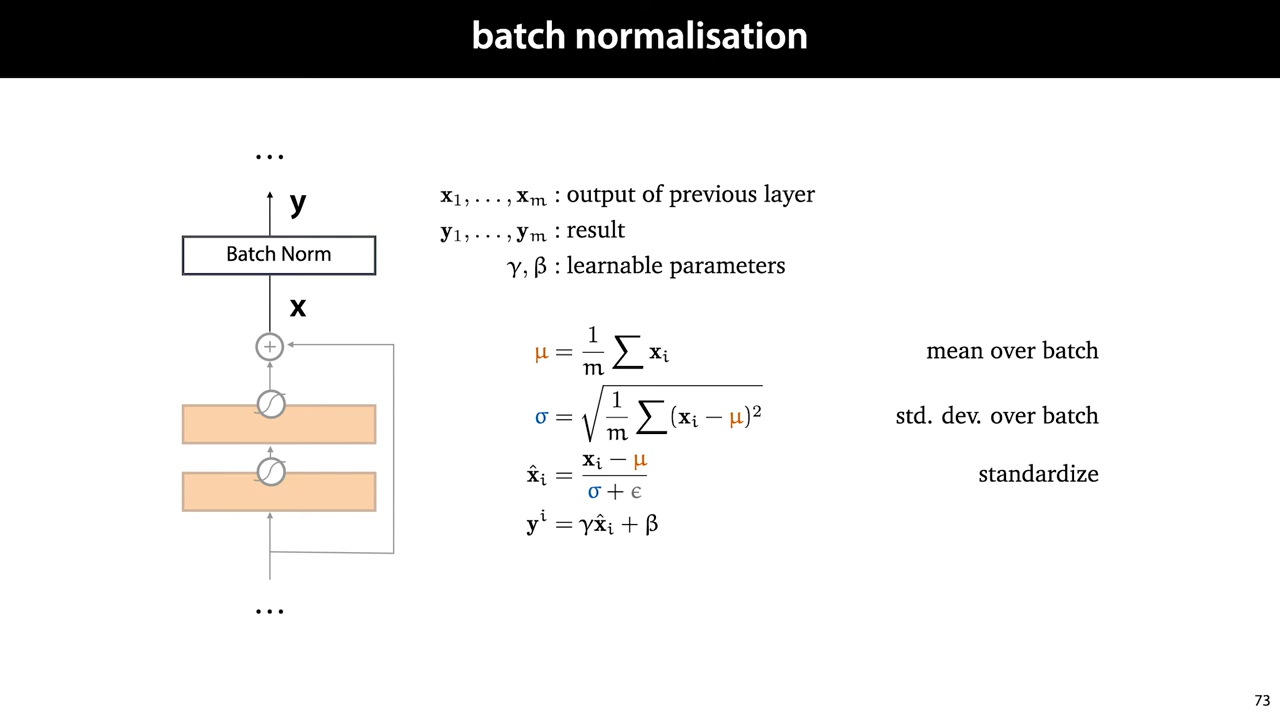 batch normalisation
...
y
Batch Norm
x
+
...
x₁, . . . , xₘ : output of previous layer
y₁, . . . , yₘ : result
γ, β : learnable parameters
μ = 1/m ∑ xᵢ mean over batch
σ = √(1/m ∑(xᵢ − μ)²) std. dev. over batch
x̂ᵢ = (xᵢ − μ)/(σ + ϵ) standardize
yⁱ = γx̂ᵢ + β
73